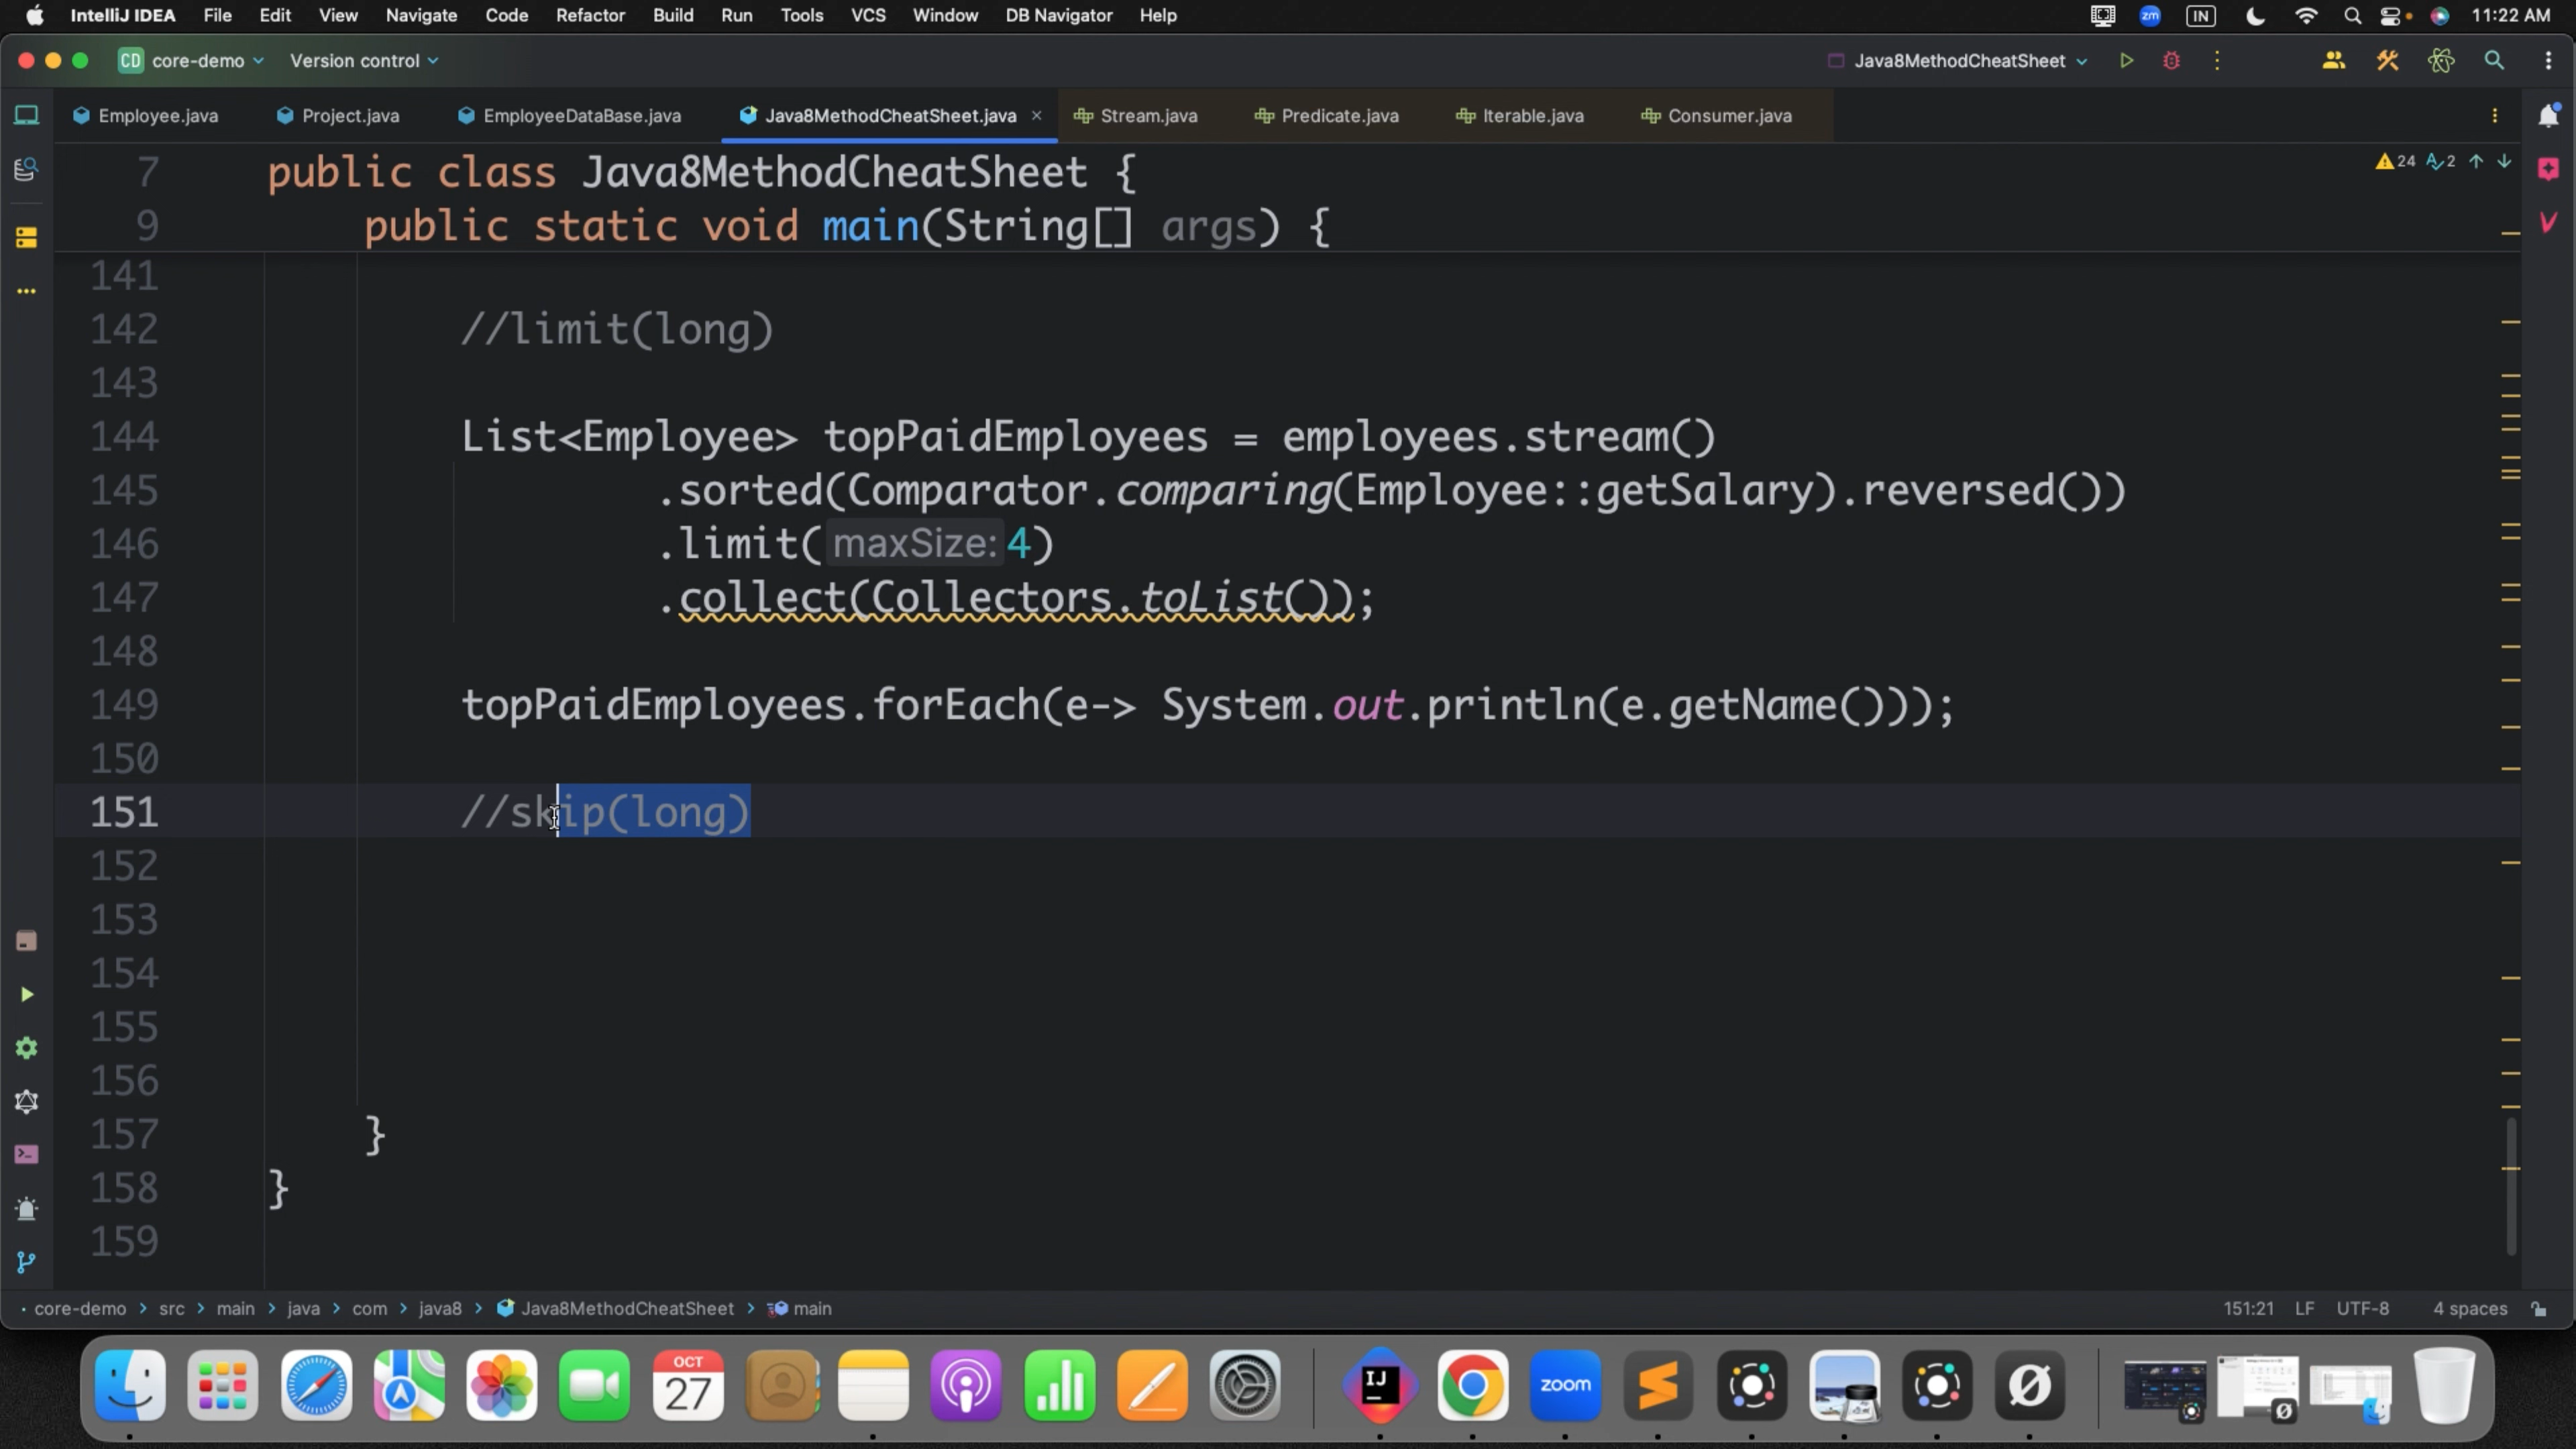 IntelliJ IDEA File Edit View Navigate Code Refactor Build Run Tools VCS Window DB Navigator Help zm IN 11:22 AM
CD core-demo Version control Java8MethodCheatSheet
Employee.java Project.java EmployeeDataBase.java Java8MethodCheatSheet.java Stream.java Predicate.java Iterable.java Consumer.java
7 public class Java8MethodCheatSheet { 24 2
9 public static void main(String[] args) {
141
142 //limit(long)
143
144 List<Employee> topPaidEmployees = employees.stream()
145 .sorted(Comparator.comparing(Employee::getSalary).reversed())
146 .limit( maxSize: 4)
147 .collect(Collectors.toList());
148
149 topPaidEmployees.forEach(e-> System.out.println(e.getName()));
150
151 //skip(long)
152
153
154
155
156
157 }
158 }
159
core-demo > src > main > java > com > java8 > Java8MethodCheatSheet > main 151:21 LF UTF-8 4 spaces
OCT
27
IJ
zoom